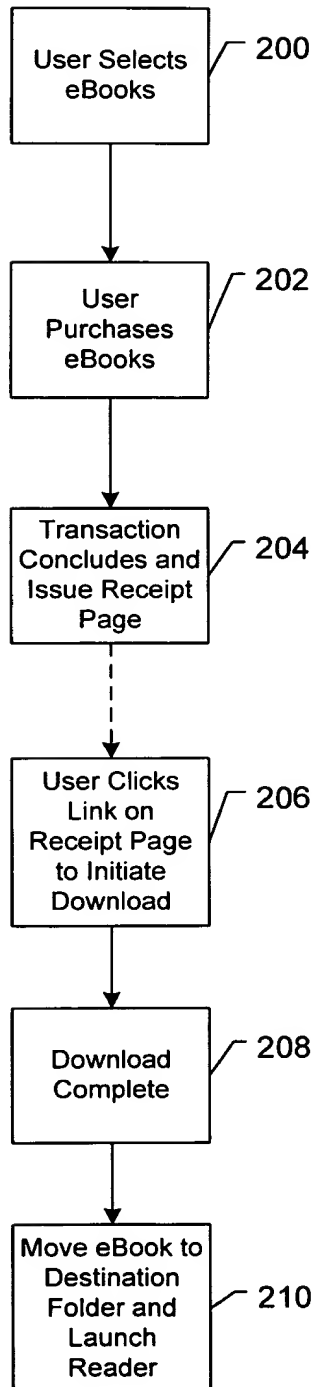 User Selects
eBooks
200
User
Purchases
eBooks
202
Transaction
Concludes and
Issue Receipt
Page
204
User Clicks
Link on
Receipt Page
to Initiate
Download
206
Download
Complete
208
Move eBook to
Destination
Folder and
Launch
Reader
210